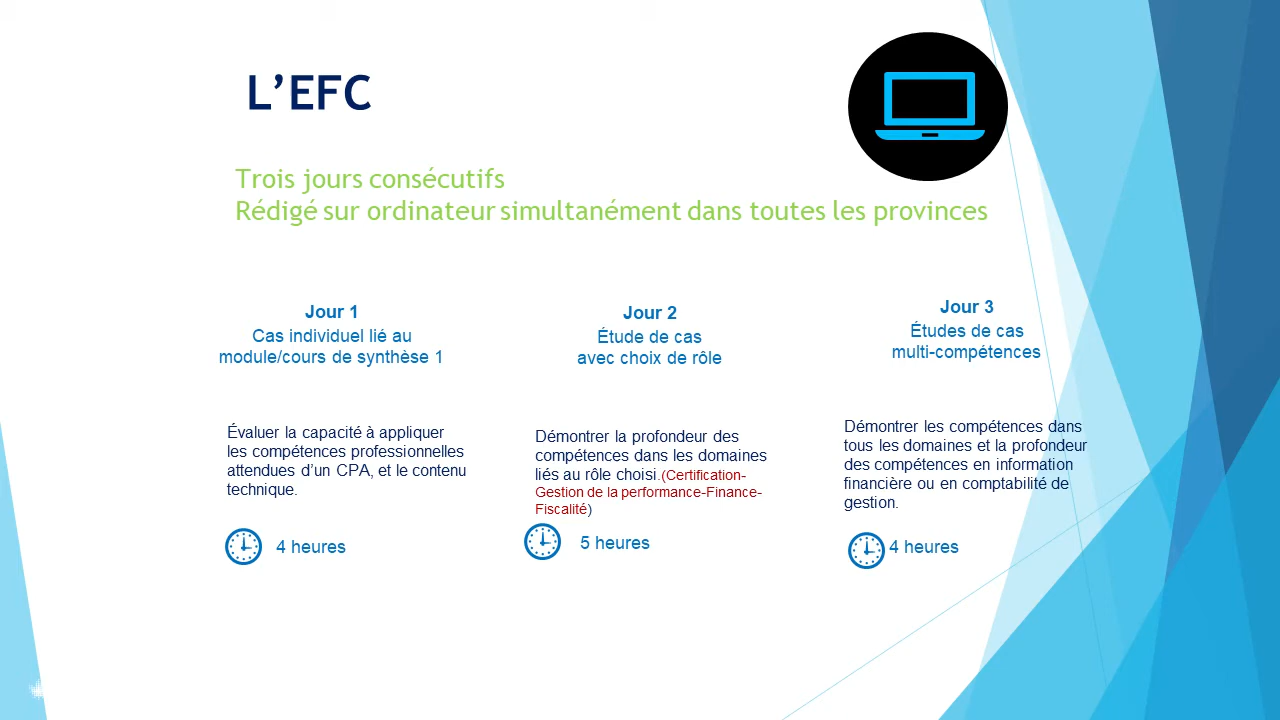 L’EFC
Trois jours consécutifs
Rédigé sur ordinateur simultanément dans toutes les provinces
Jour 1
Cas individuel lié au
module/cours de synthèse 1
Évaluer la capacité à appliquer
les compétences professionnelles
attendues d’un CPA, et le contenu
technique.
4 heures
Jour 2
Étude de cas
avec choix de rôle
Démontrer la profondeur des
compétences dans les domaines
liés au rôle choisi.(Certification-
Gestion de la performance-Finance-
Fiscalité)
5 heures
Jour 3
Études de cas
multi-compétences
Démontrer les compétences dans
tous les domaines et la profondeur
des compétences en information
financière ou en comptabilité de
gestion.
4 heures